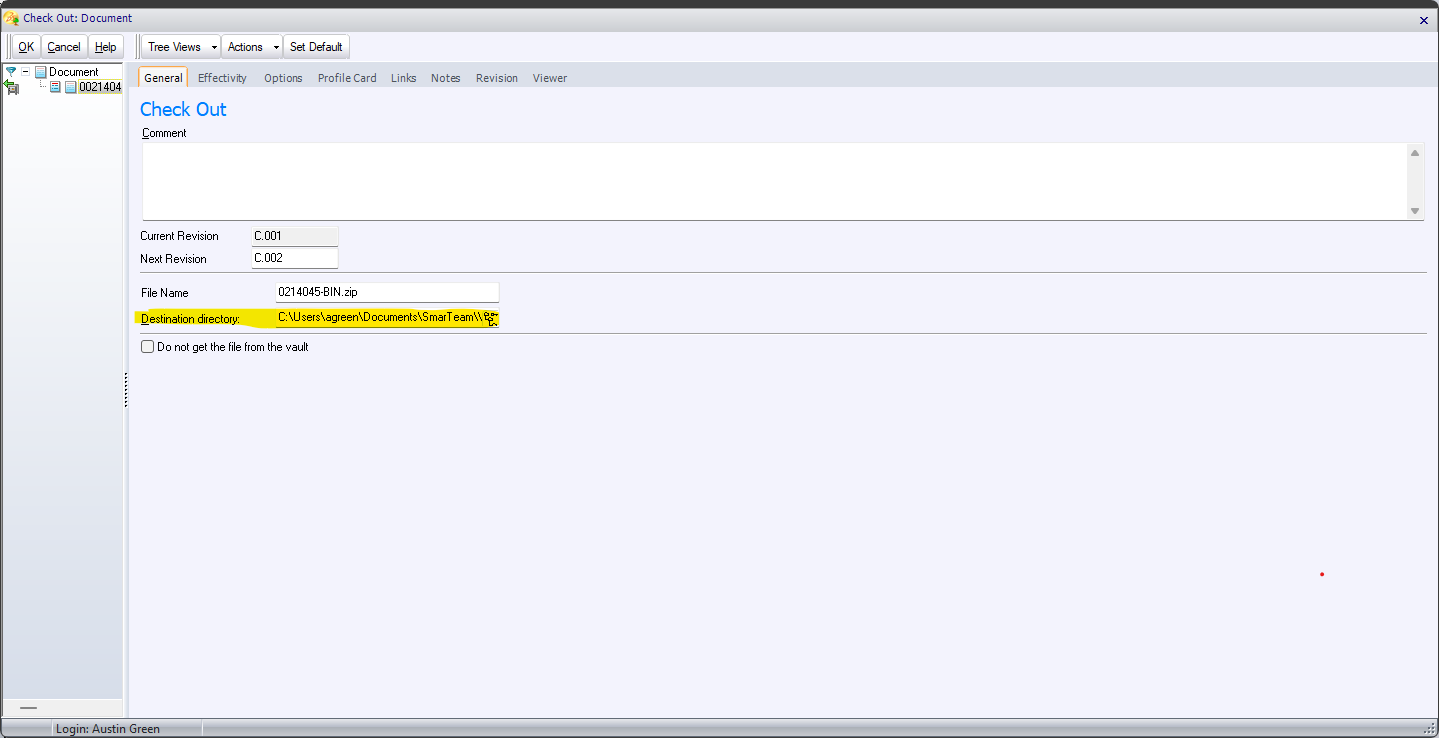 Check Out: Document
OK Cancel Help Tree Views Actions Set Default
Document
0021404
General Effectivity Options Profile Card Links Notes Revision Viewer
Check Out
Comment
Current Revision C.001
Next Revision C.002
File Name 0214045-BIN.zip
Destination directory: C:\Users\agreen\Documents\SmarTeam\\
Do not get the file from the vault
Login: Austin Green